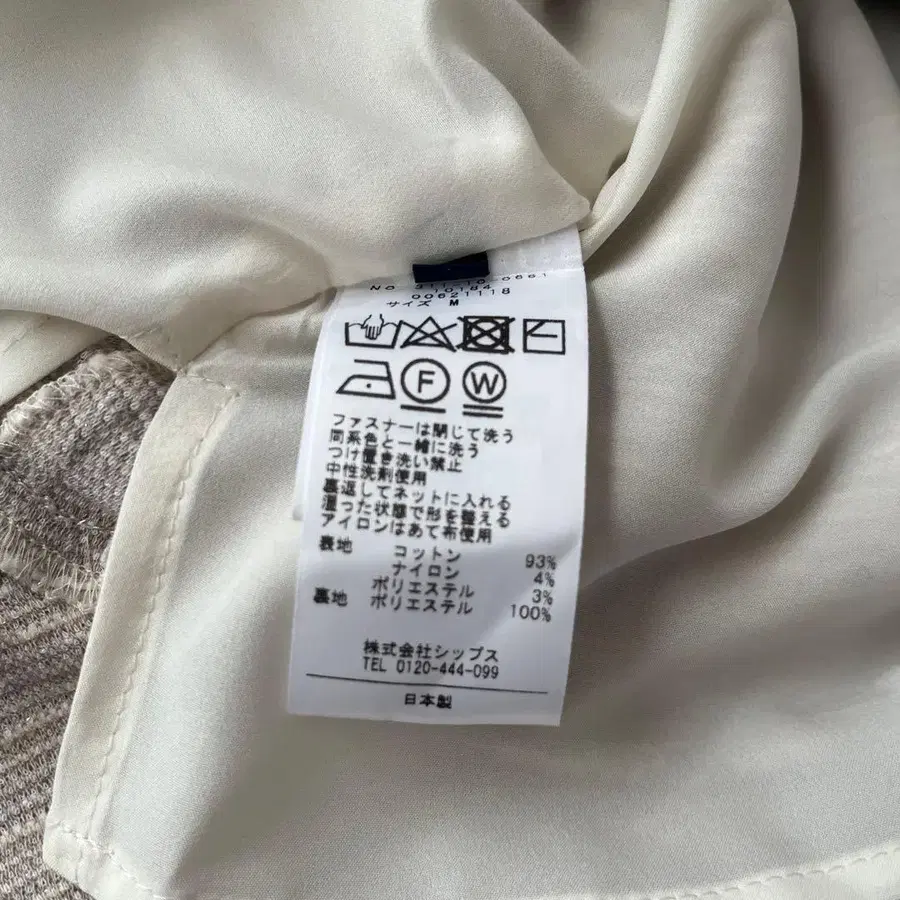 10184
00621118
サイズ M
F W
ファスナーは閉じて洗う
同系色と一緒に洗う
つけ置き洗い禁止
中性洗剤使用
裏返してネットに入れる
湿った状態で形を整える
アイロンはあて布使用
表地 コットン 93%
ナイロン 4%
ポリエステル 3%
裏地 ポリエステル 100%
株式会社シップス
TEL 0120-444-099
日本製